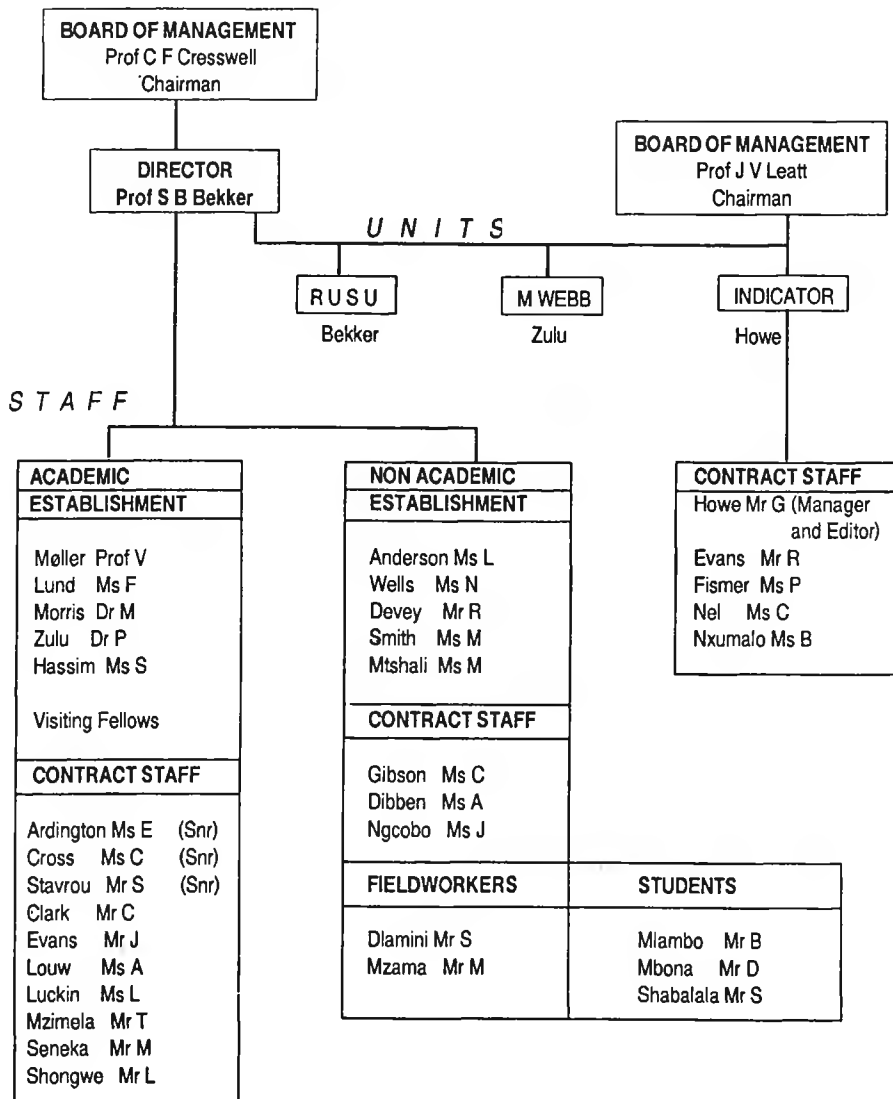 BOARD OF MANAGEMENT
Prof C F Cresswell
Chairman
DIRECTOR
Prof S B Bekker
BOARD OF MANAGEMENT
Prof J V Leatt
Chairman
U N I T S
R U S U
M WEBB
INDICATOR
Bekker
Zulu
Howe
S T A F F
ACADEMIC
ESTABLISHMENT
Møller Prof V
Lund Ms F
Morris Dr M
Zulu Dr P
Hassim Ms S
Visiting Fellows
CONTRACT STAFF
Ardington Ms E (Snr)
Cross Ms C (Snr)
Stavrou Mr S (Snr)
Clark Mr C
Evans Mr J
Louw Ms A
Luckin Ms L
Mzimela Mr T
Seneka Mr M
Shongwe Mr L
NON ACADEMIC
ESTABLISHMENT
Anderson Ms L
Wells Ms N
Devey Mr R
Smith Ms M
Mtshali Ms M
CONTRACT STAFF
Gibson Ms C
Dibben Ms A
Ngcobo Ms J
FIELDWORKERS
Dlamini Mr S
Mzama Mr M
STUDENTS
Mlambo Mr B
Mbona Mr D
Shabalala Mr S
CONTRACT STAFF
Howe Mr G (Manager
and Editor)
Evans Mr R
Fismer Ms P
Nel Ms C
Nxumalo Ms B